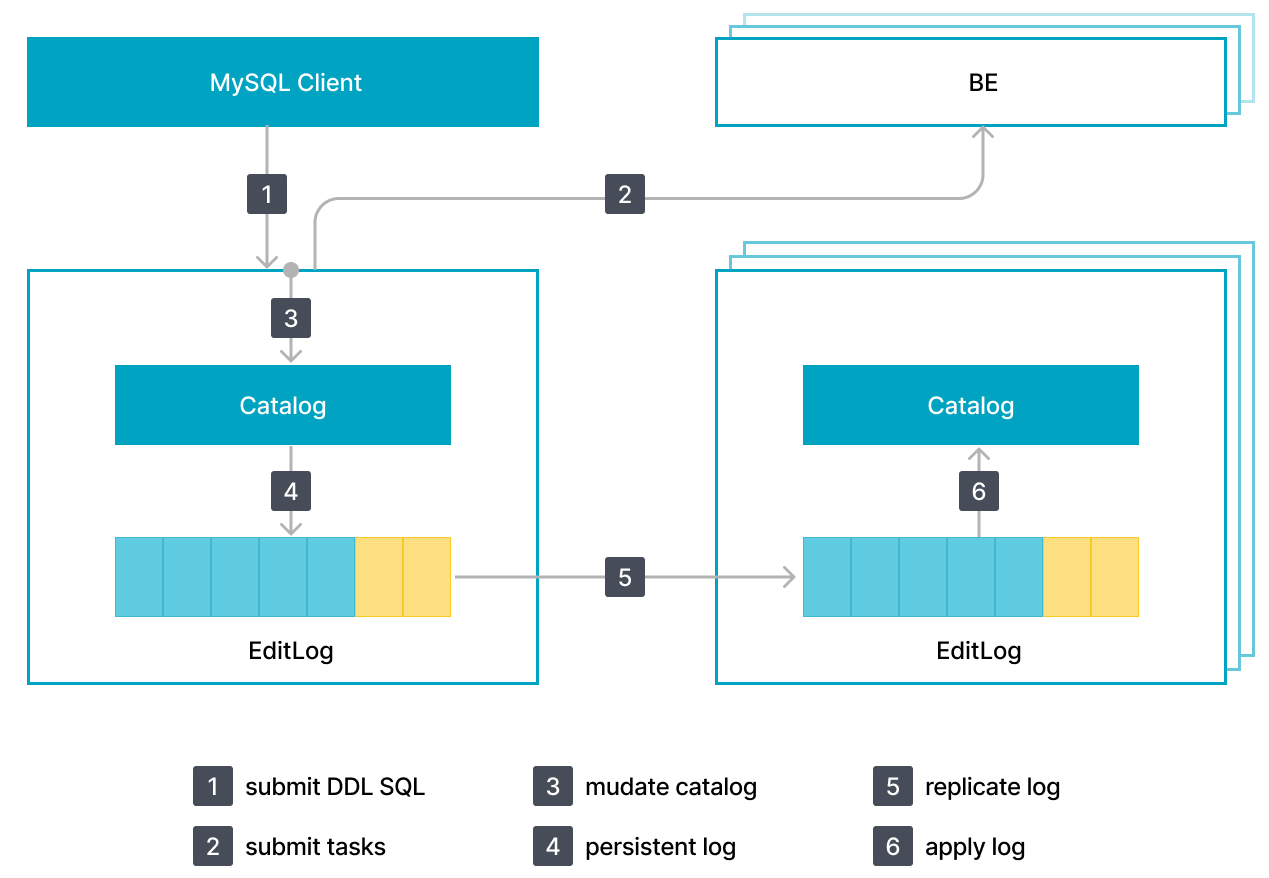 MySQL Client
BE
1
2
3
Catalog
Catalog
4
6
5
EditLog
EditLog
1 submit DDL SQL
3 mudate catalog
5 replicate log
2 submit tasks
4 persistent log
6 apply log